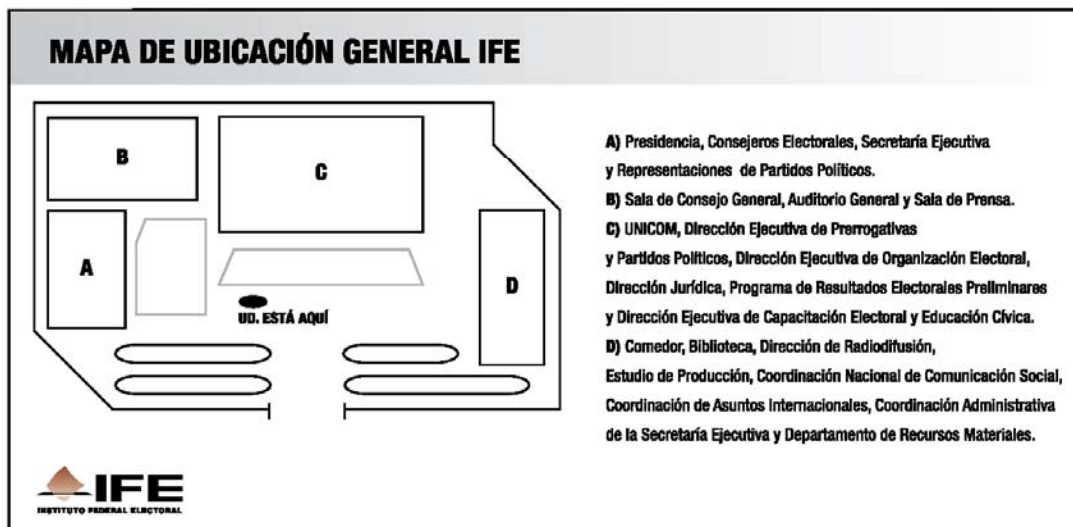 MAPA DE UBICACIÓN GENERAL IFE
B
C
A
D
UD. ESTÁ AQUÍ
A) Presidencia, Consejeros Electorales, Secretaría Ejecutiva
y Representaciones de Partidos Políticos.
B) Sala de Consejo General, Auditorio General y Sala de Prensa.
C) UNICOM, Dirección Ejecutiva de Prerrogativas
y Partidos Políticos, Dirección Ejecutiva de Organización Electoral,
Dirección Jurídica, Programa de Resultados Electorales Preliminares
y Dirección Ejecutiva de Capacitación Electoral y Educación Cívica.
D) Comedor, Biblioteca, Dirección de Radiodifusión,
Estudio de Producción, Coordinación Nacional de Comunicación Social,
Coordinación de Asuntos Internacionales, Coordinación Administrativa
de la Secretaría Ejecutiva y Departamento de Recursos Materiales.
IFE
INSTITUTO FEDERAL ELECTORAL